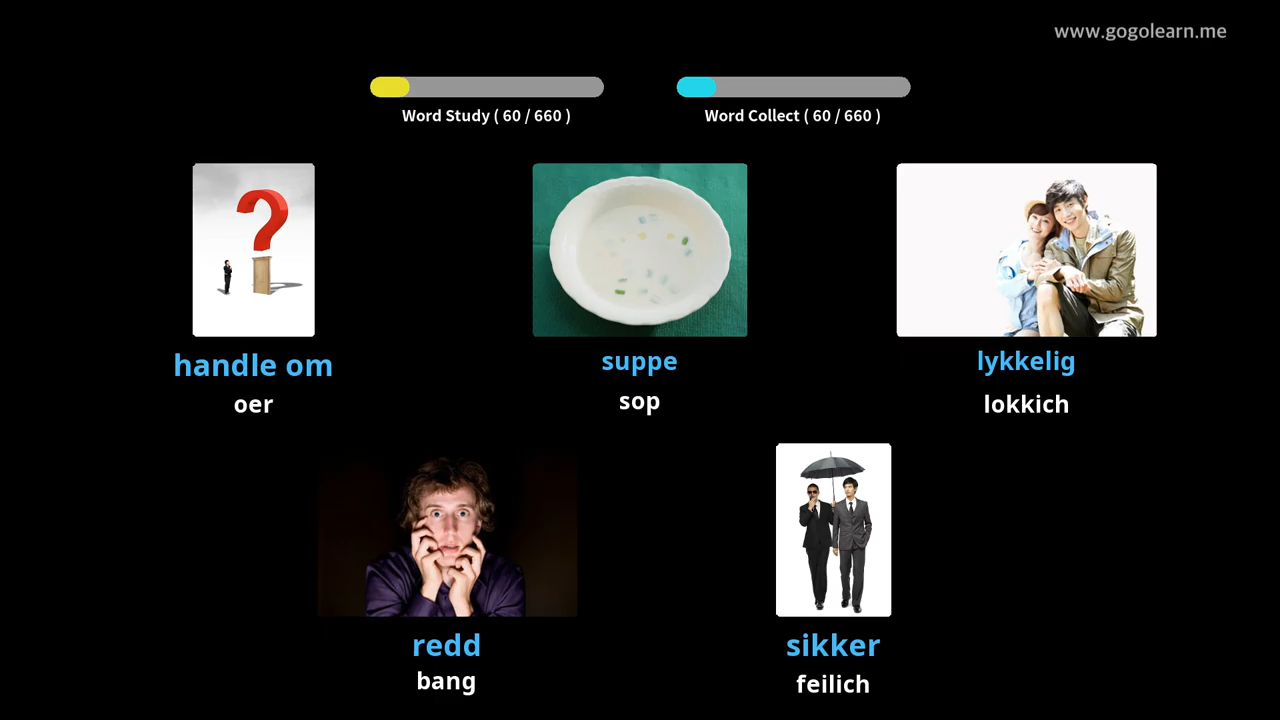 www.gogolearn.me
Word Study ( 60 / 660 )
Word Collect ( 60 / 660 )
handle om
oer
suppe
sop
lykkelig
lokkich
redd
bang
sikker
feilich